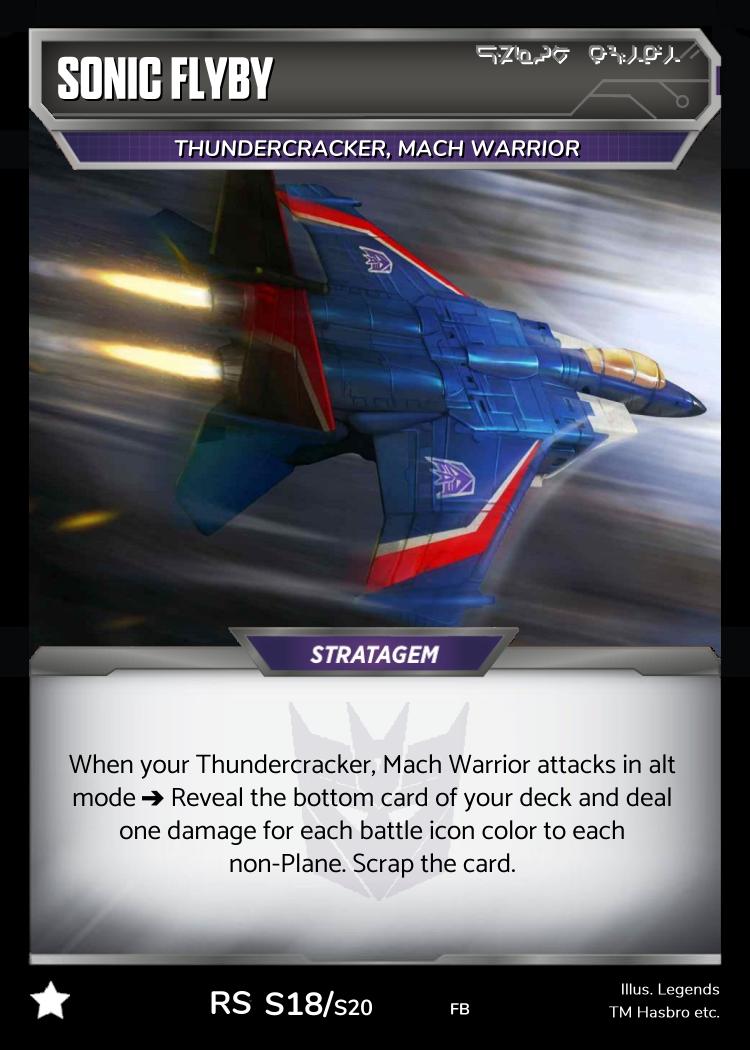 SONIC FLYBY
THUNDERCRACKER, MACH WARRIOR
STRATAGEM
When your Thundercracker, Mach Warrior attacks in alt
mode ➔ Reveal the bottom card of your deck and deal
one damage for each battle icon color to each
non-Plane. Scrap the card.
RS S18/S20
FB
Illus. Legends
TM Hasbro etc.